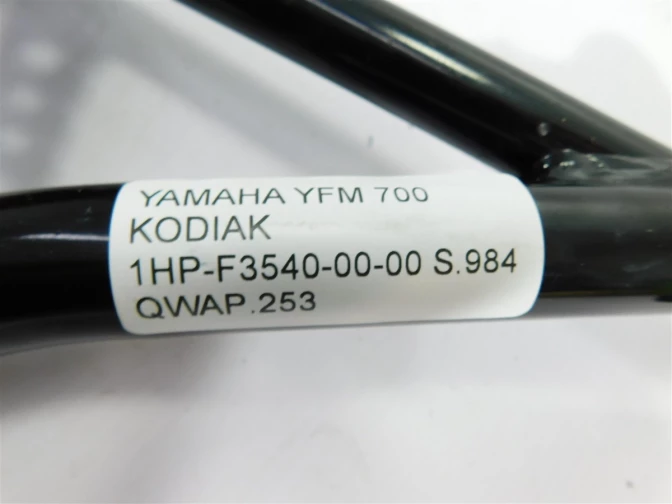 YAMAHA YFM 700
KODIAK
1HP-F3540-00-00 S.984
QWAP.253